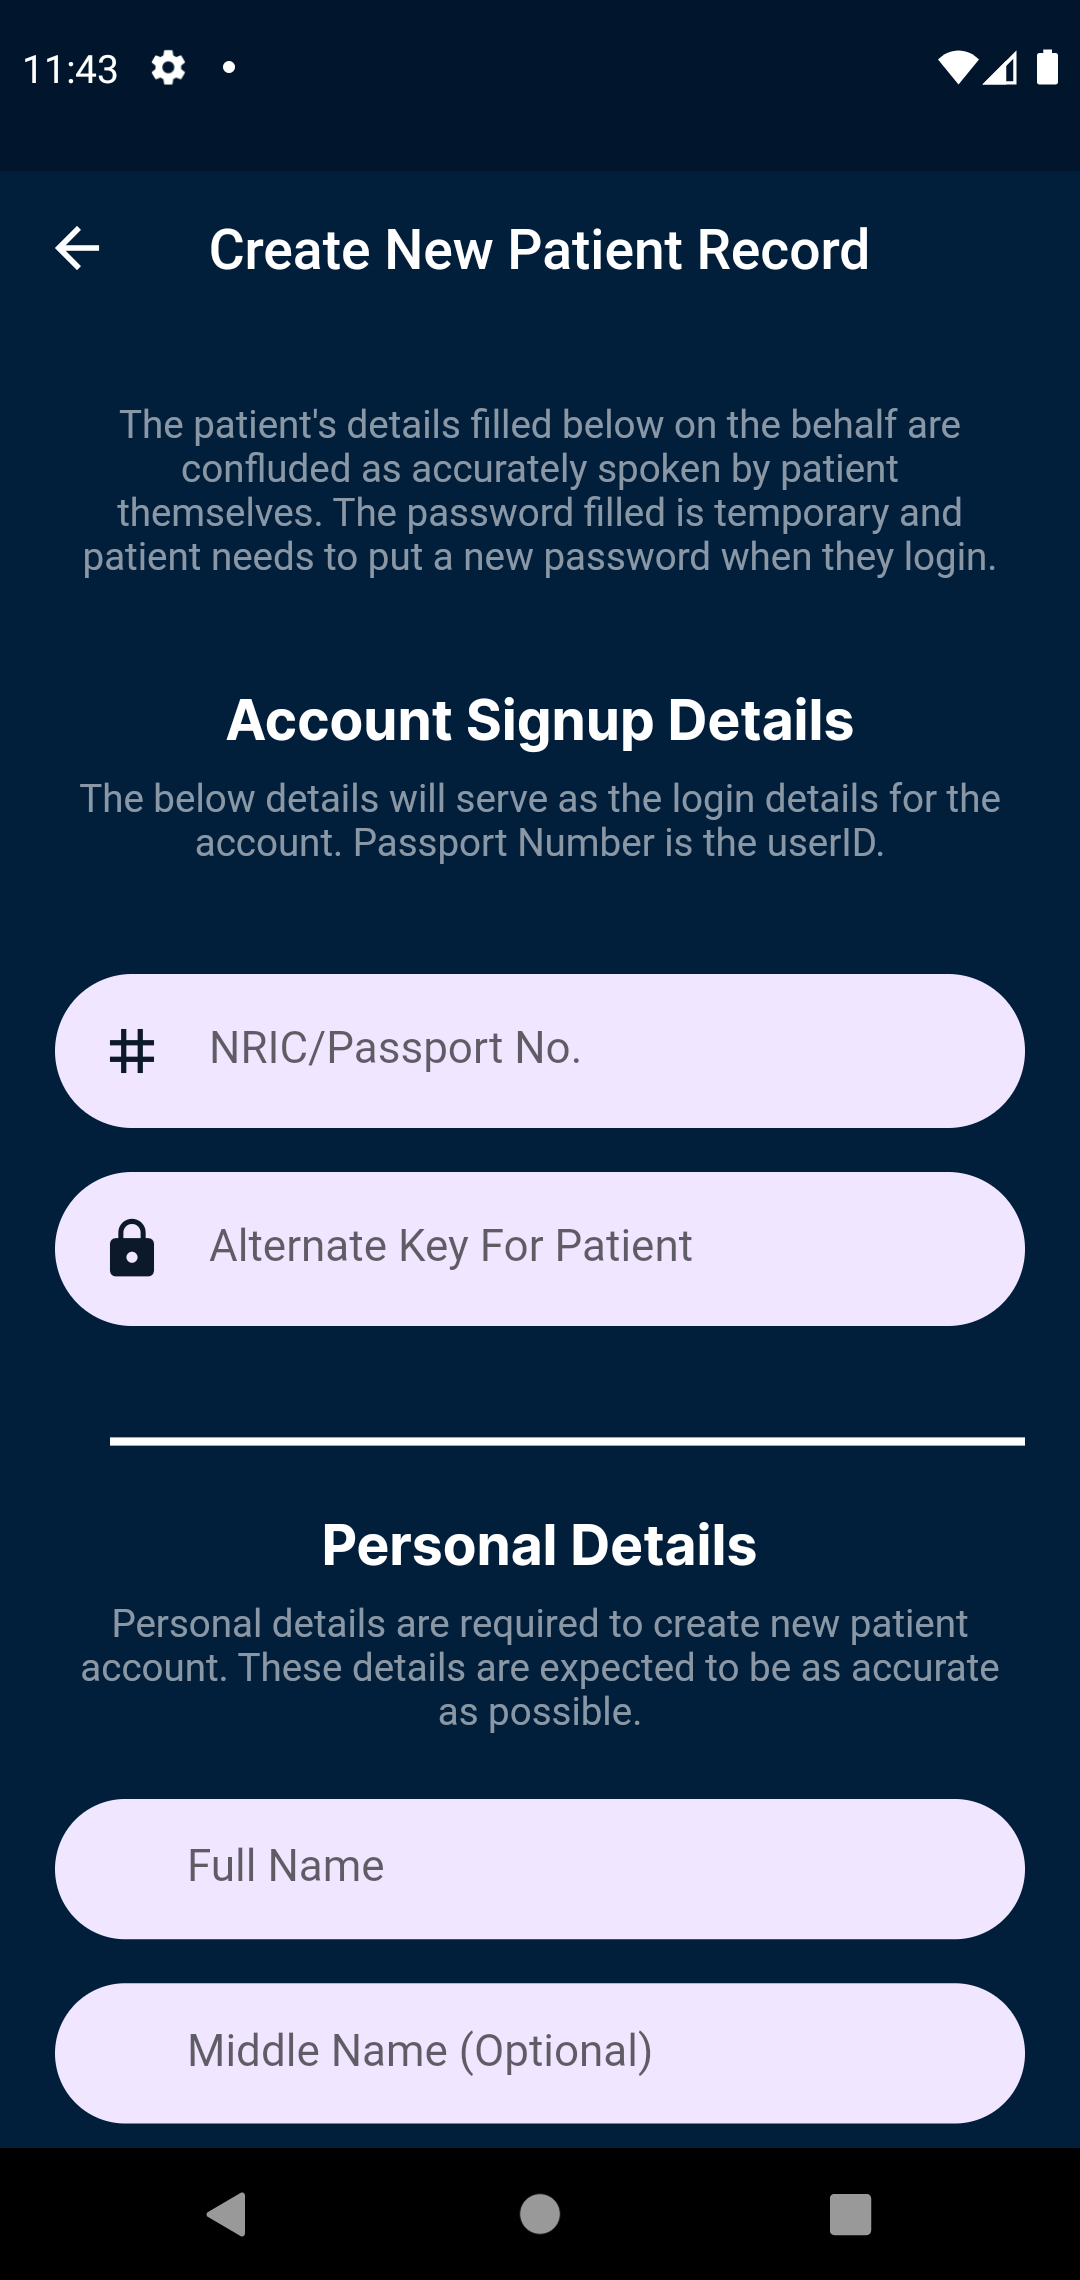 11:43
Create New Patient Record
The patient's details filled below on the behalf are
confluded as accurately spoken by patient
themselves. The password filled is temporary and
patient needs to put a new password when they login.
Account Signup Details
The below details will serve as the login details for the
account. Passport Number is the userID.
NRIC/Passport No.
Alternate Key For Patient
Personal Details
Personal details are required to create new patient
account. These details are expected to be as accurate
as possible.
Full Name
Middle Name (Optional)